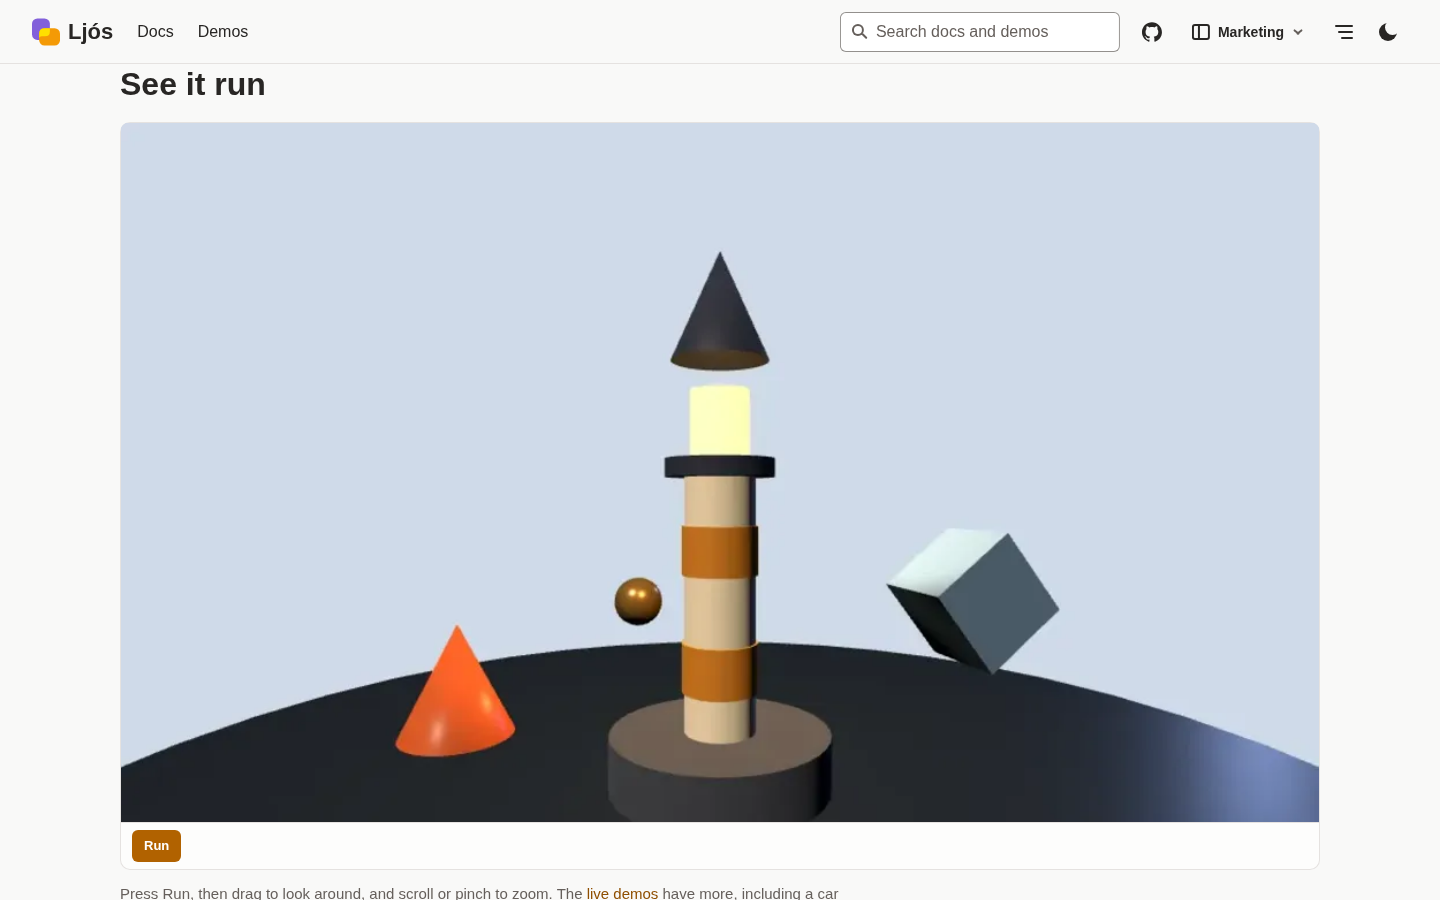 Ljós
Docs
Demos
Search docs and demos
Marketing
See it run
Run
Press Run, then drag to look around, and scroll or pinch to zoom. The live demos have more, including a car